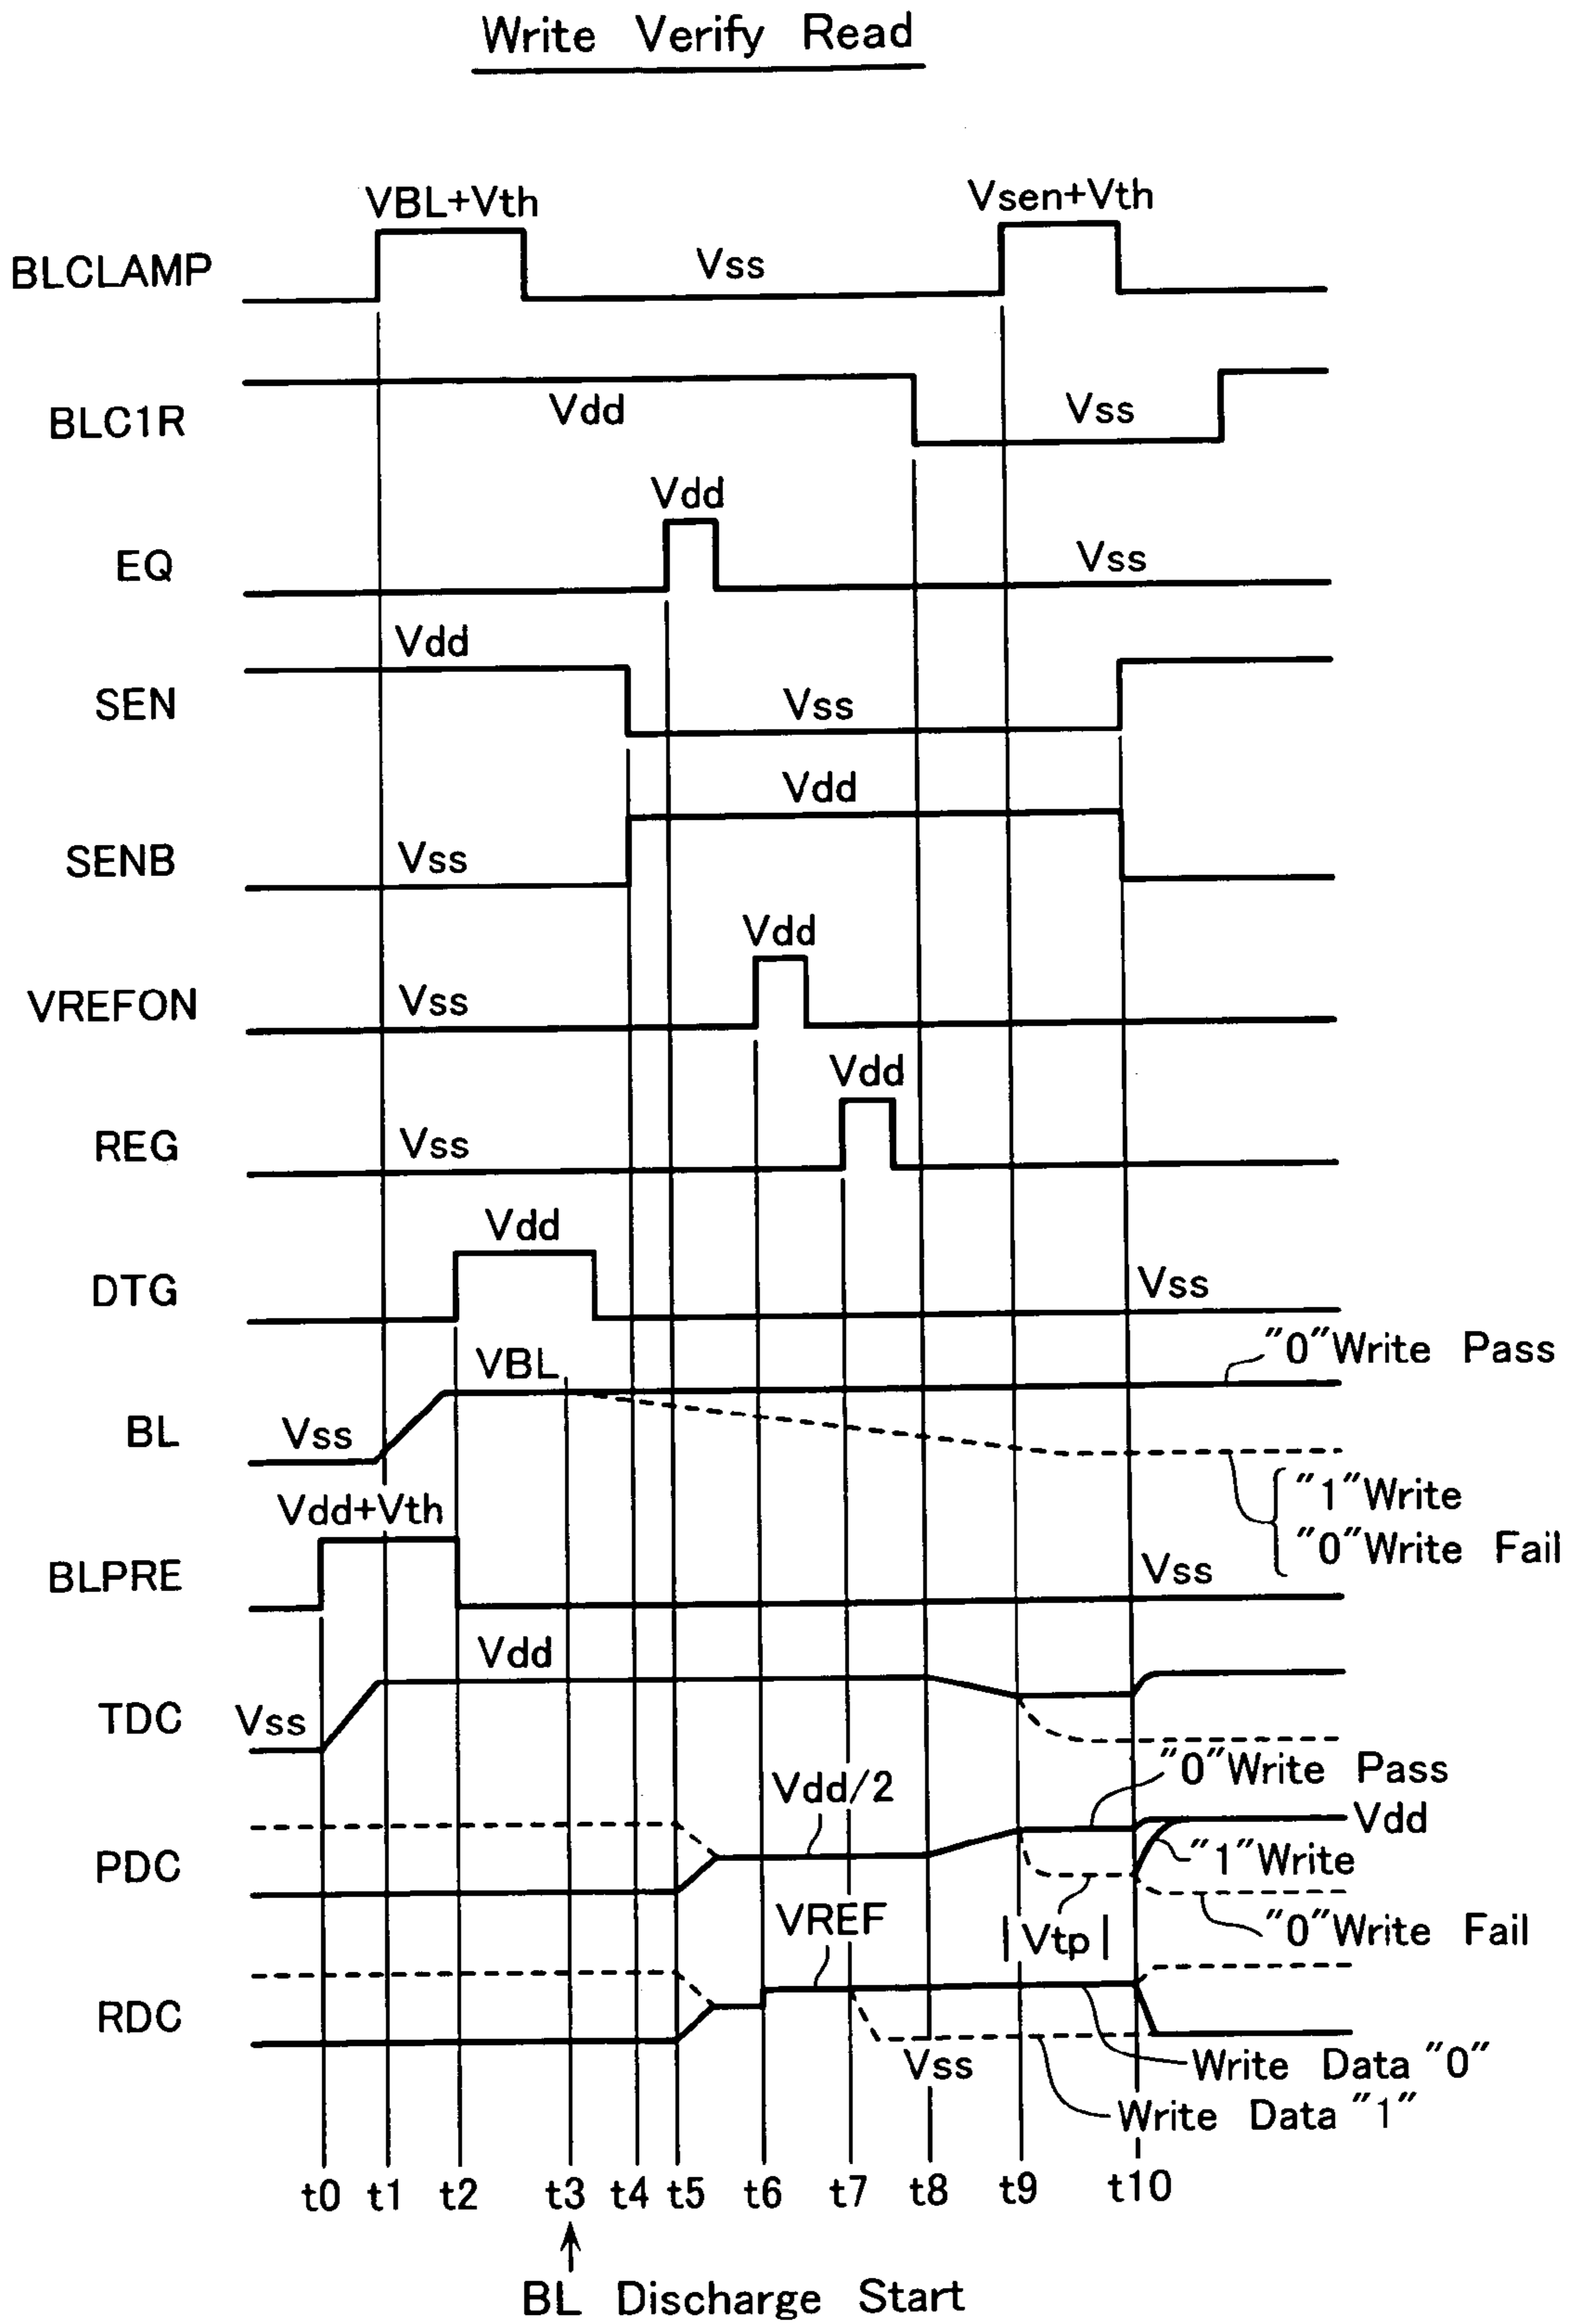 Write Verify Read
VBL+Vth
Vsen+Vth
BLCLAMP
Vss
BLC1R
Vdd
Vss
Vdd
EQ
Vss
Vdd
SEN
Vss
Vdd
SENB
Vss
Vdd
VREFON
Vss
Vdd
REG
Vss
Vdd
DTG
Vss
"0"Write Pass
VBL
BL
Vss
"1"Write
"0"Write Fail
Vdd+Vth
BLPRE
Vss
Vdd
TDC
Vss
"0"Write Pass
Vdd/2
Vdd
PDC
"1"Write
VREF
|Vtp|
"0"Write Fail
RDC
Vss
Write Data "0"
Write Data "1"
t0 t1 t2 t3 t4 t5 t6 t7 t8 t9 t10
BL Discharge Start